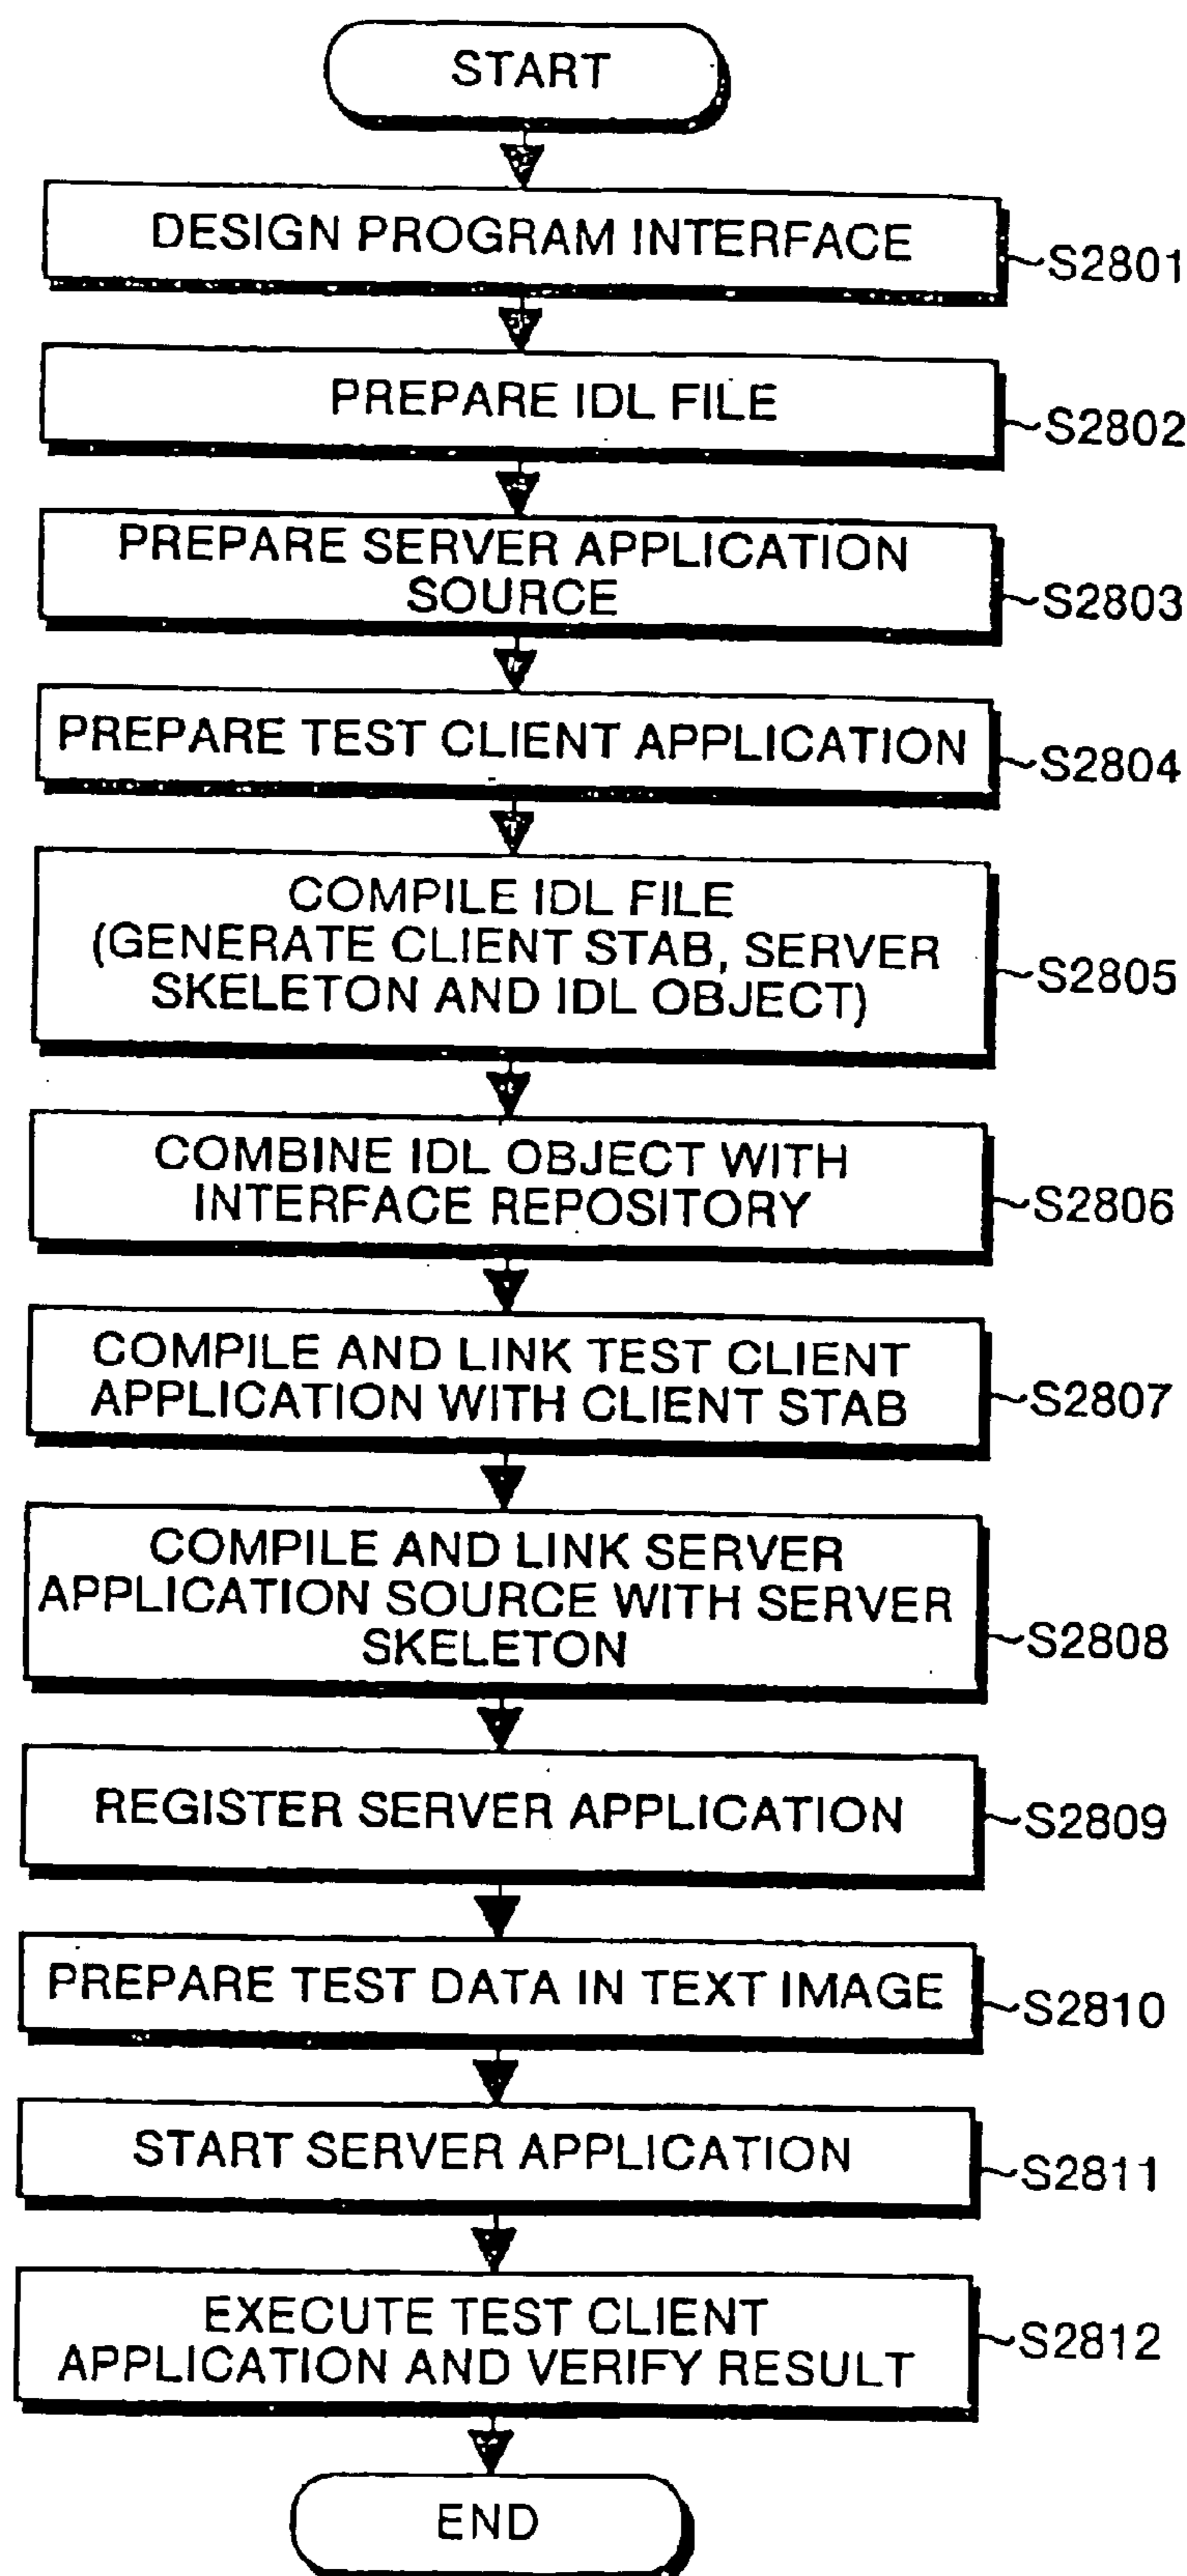 START
DESIGN PROGRAM INTERFACE
S2801
PREPARE IDL FILE
S2802
PREPARE SERVER APPLICATION
SOURCE
S2803
PREPARE TEST CLIENT APPLICATION
S2804
COMPILE IDL FILE
(GENERATE CLIENT STAB, SERVER
SKELETON AND IDL OBJECT)
S2805
COMBINE IDL OBJECT WITH
INTERFACE REPOSITORY
S2806
COMPILE AND LINK TEST CLIENT
APPLICATION WITH CLIENT STAB
S2807
COMPILE AND LINK SERVER
APPLICATION SOURCE WITH SERVER
SKELETON
S2808
REGISTER SERVER APPLICATION
S2809
PREPARE TEST DATA IN TEXT IMAGE
S2810
START SERVER APPLICATION
S2811
EXECUTE TEST CLIENT
APPLICATION AND VERIFY RESULT
S2812
END